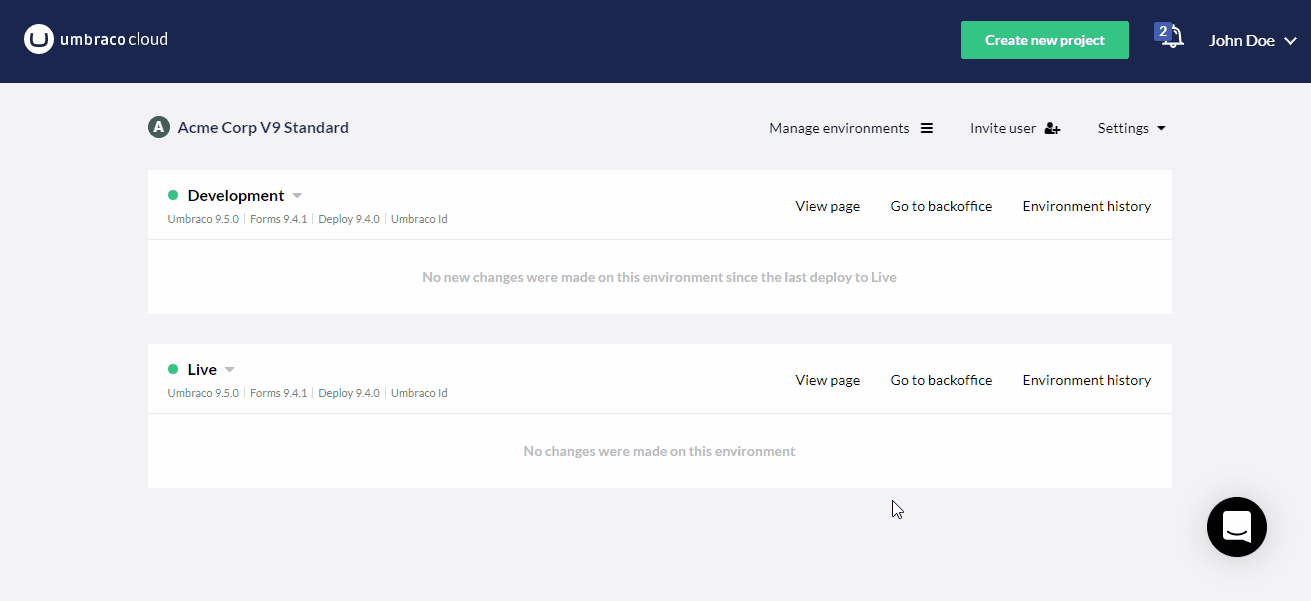 umbraco cloud
Create new project
2
John Doe
A Acme Corp V9 Standard
Manage environments
Invite user
Settings
Development
Umbraco 9.5.0 | Forms 9.4.1 | Deploy 9.4.0 | Umbraco Id
View page
Go to backoffice
Environment history
No new changes were made on this environment since the last deploy to Live
Live
Umbraco 9.5.0 | Forms 9.4.1 | Deploy 9.4.0 | Umbraco Id
View page
Go to backoffice
Environment history
No changes were made on this environment